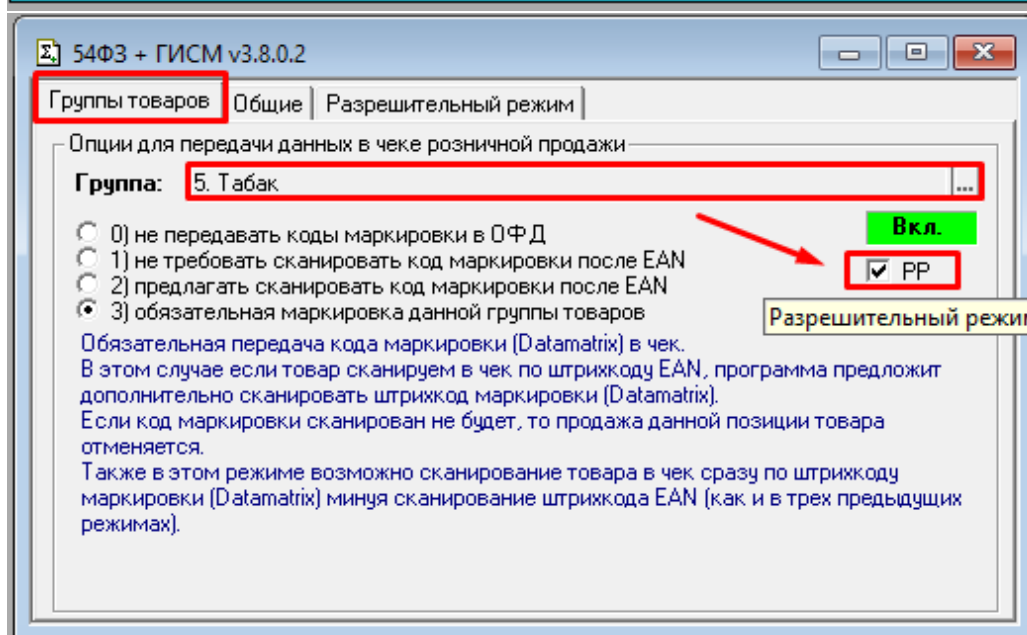 54ФЗ + ГИСМ v3.8.0.2
Группы товаров Общие Разрешительный режим
Опции для передачи данных в чеке розничной продажи
Группа: 5. Табак ...
0) не передавать коды маркировки в ОФД
Вкл.
1) не требовать сканировать код маркировки после EAN
РР
2) предлагать сканировать код маркировки после EAN
3) обязательная маркировка данной группы товаров
Разрешительный режи
Обязательная передача кода маркировки (Datamatrix) в чек.
В этом случае если товар сканируем в чек по штрихкоду EAN, программа предложит
дополнительно сканировать штрихкод маркировки (Datamatrix).
Если код маркировки сканирован не будет, то продажа данной позиции товара
отменяется.
Также в этом режиме возможно сканирование товара в чек сразу по штрихкоду
маркировки (Datamatrix) минуя сканирование штрихкода EAN (как и в трех предыдущих
режимах).